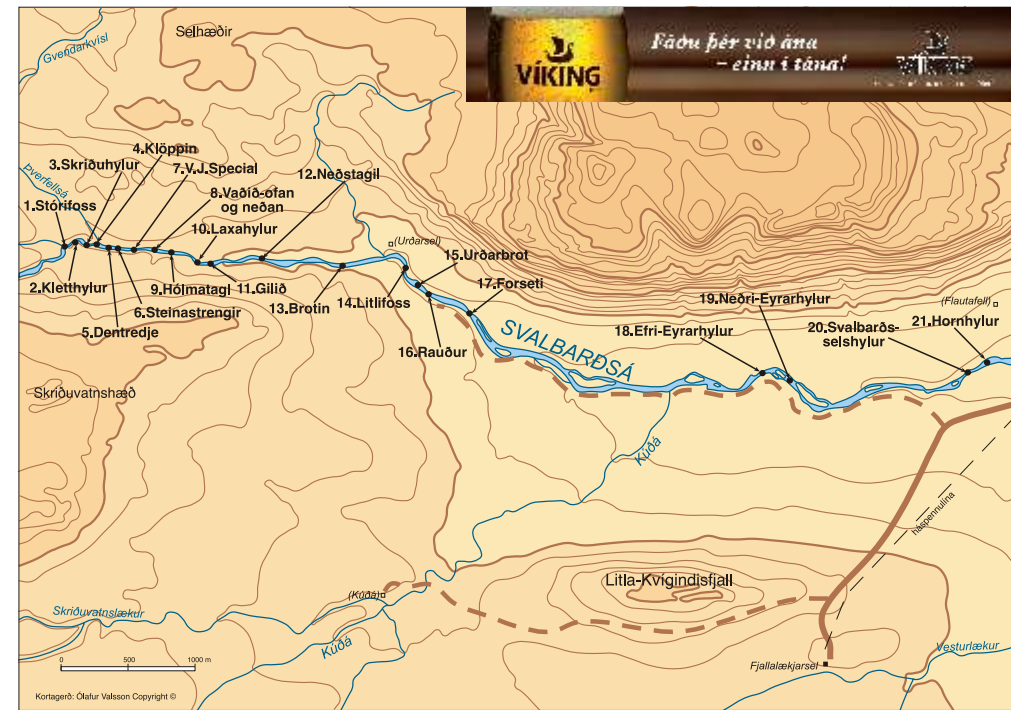 Gvendarkvísl
Selhæðir
VÍKING
Fáðu þér við ána
– einn í tána!
VÍKING
4.Klöppin
3.Skriðuhylur
7.V.J.Special
Þverfellsá
8.Vaðið-ofan
og neðan
12.Neðstagil
1.Stórifoss
10.Laxahylur
(Urðarsel)
15.Urðarbrot
17.Forseti
2.Kletthylur
9.Hólmatagl
11.Gilið
13.Brotin
14.Litlifoss
6.Steinastrengir
5.Dentredje
16.Rauður
SVALBARÐSÁ
18.Efri-Eyrarhylur
19.Neðri-Eyrarhylur
(Flautafell)
20.Svalbarðs-
selshylur
21.Hornhylur
Skriðuvatnshæð
Kúðá
háspennulína
Litla-Kvígindisfjall
(Kúðá)
Skriðuvatnslækur
Kúðá
Vesturlækur
Fjallalækjarsel
0 500 1000 m
Kortagerð: Ólafur Valsson Copyright ©